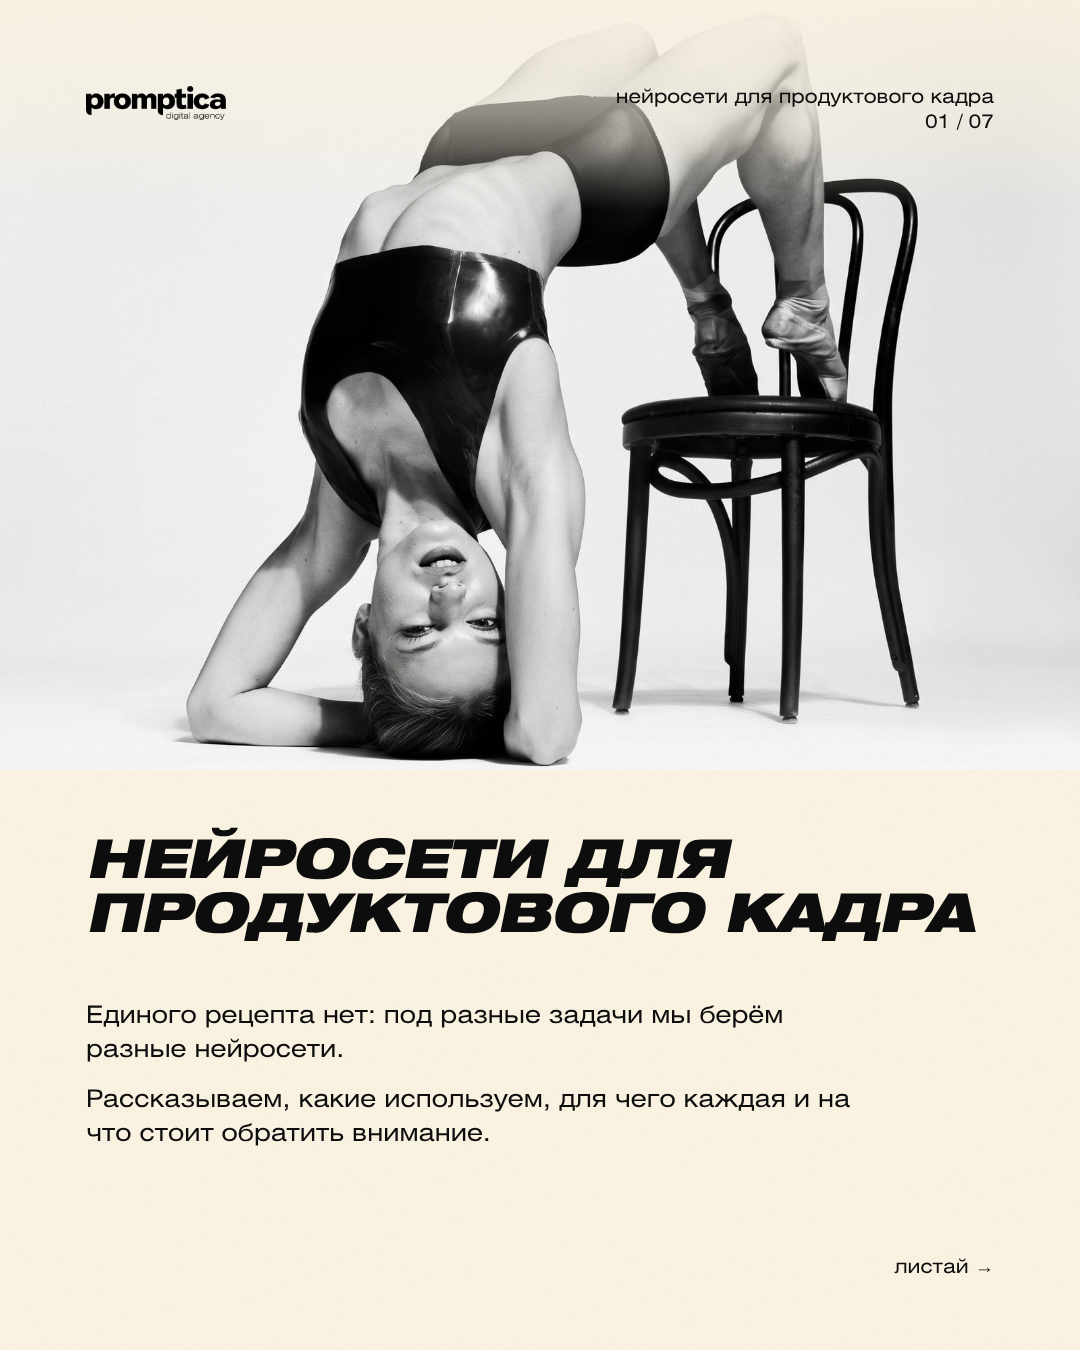 promptica
digital agency
нейросети для продуктового кадра
01 / 07
НЕЙРОСЕТИ ДЛЯ
ПРОДУКТОВОГО КАДРА
Единого рецепта нет: под разные задачи мы берём
разные нейросети.
Рассказываем, какие используем, для чего каждая и на
что стоит обратить внимание.
листай →